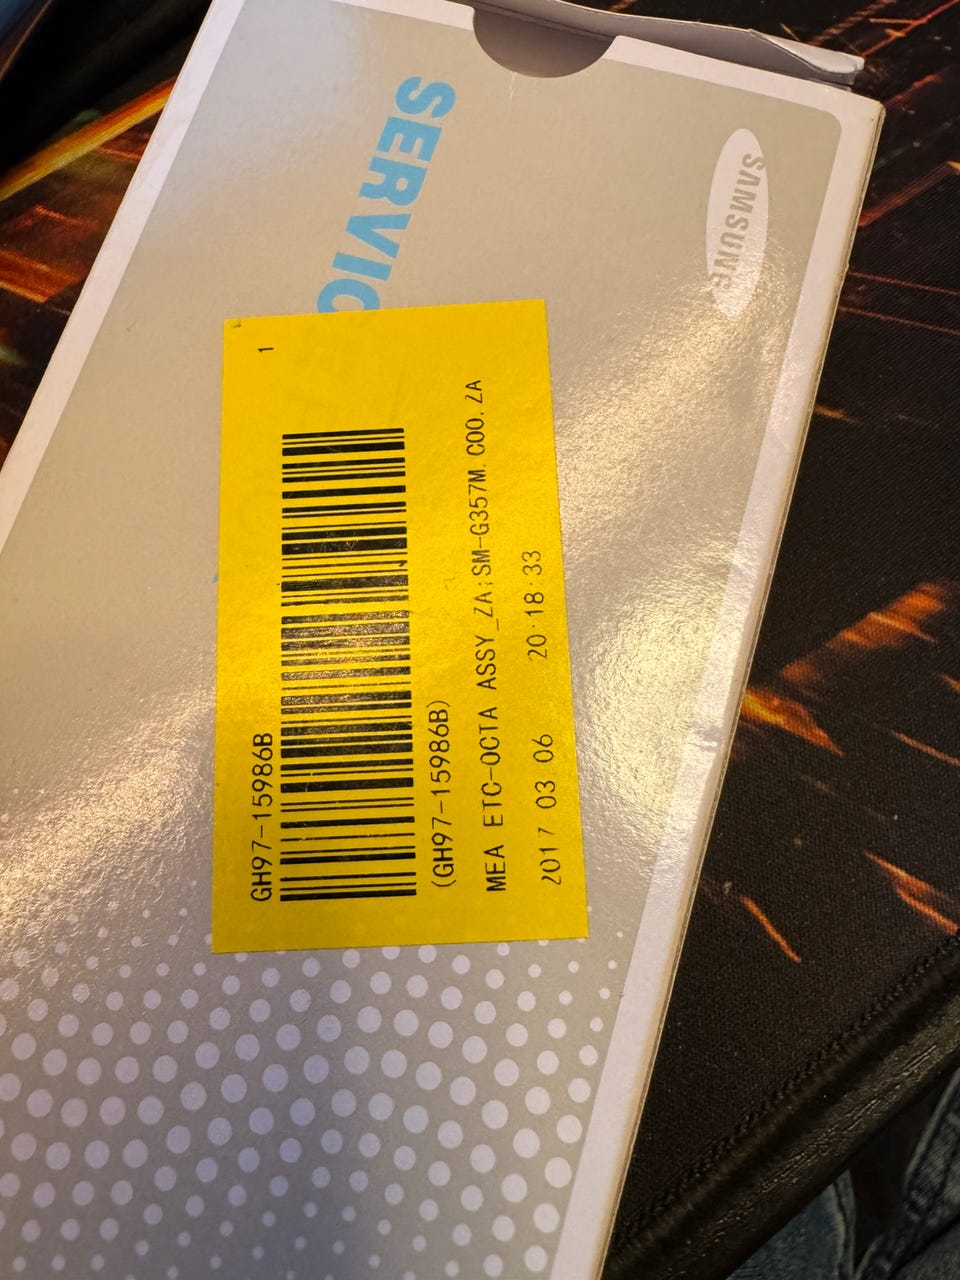 SAMSUNG
SERVIC
1
GH97-15986B
(GH97-15986B)
MEA ETC-OCTA ASSY_ZA;SM-G357M.COO.ZA
2017 03 06 20:18:33